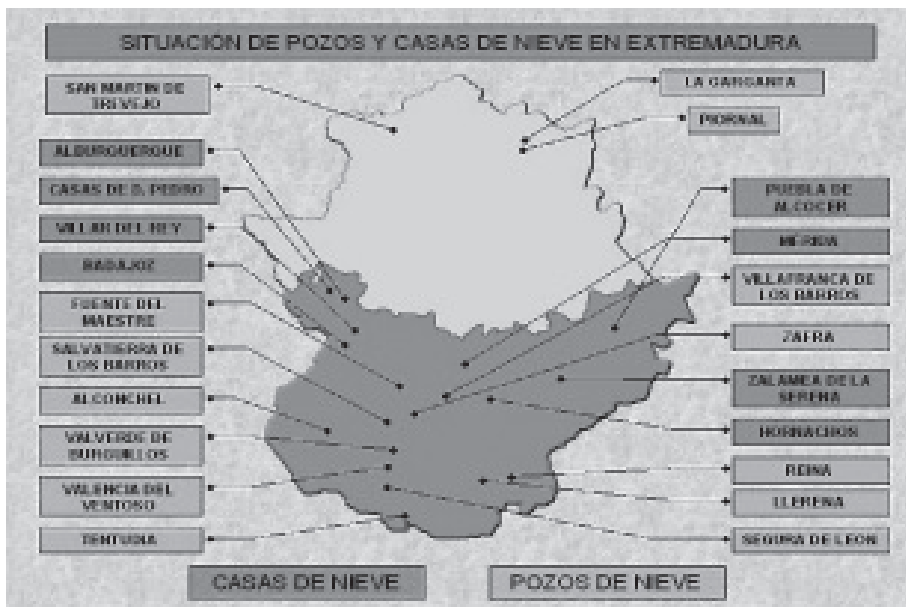 SITUACIÓN DE POZOS Y CASAS DE NIEVE EN EXTREMADURA
SAN MARTIN DE
TREVEJO
ALBURQUERQUE
CASAS DE D. PEDRO
VILLAR DEL REY
BADAJOZ
FUENTE DEL
MAESTRE
SALVATIERRA DE
LOS BARROS
ALCONCHEL
VALVERDE DE
BURGUILLOS
VALENCIA DEL
VENTOSO
TENTUDIA
LA GARGANTA
PIORNAL
PUEBLA DE
ALCOCER
MÉRIDA
VILLAFRANCA DE
LOS BARROS
ZAFRA
ZALAMEA DE LA
SERENA
HORNACHOS
REINA
LLERENA
SEGURA DE LEON
CASAS DE NIEVE
POZOS DE NIEVE